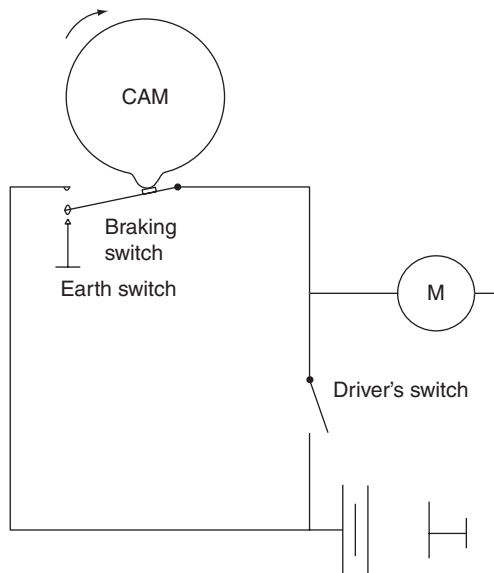 CAM
Braking
switch
Earth switch
M
Driver's switch